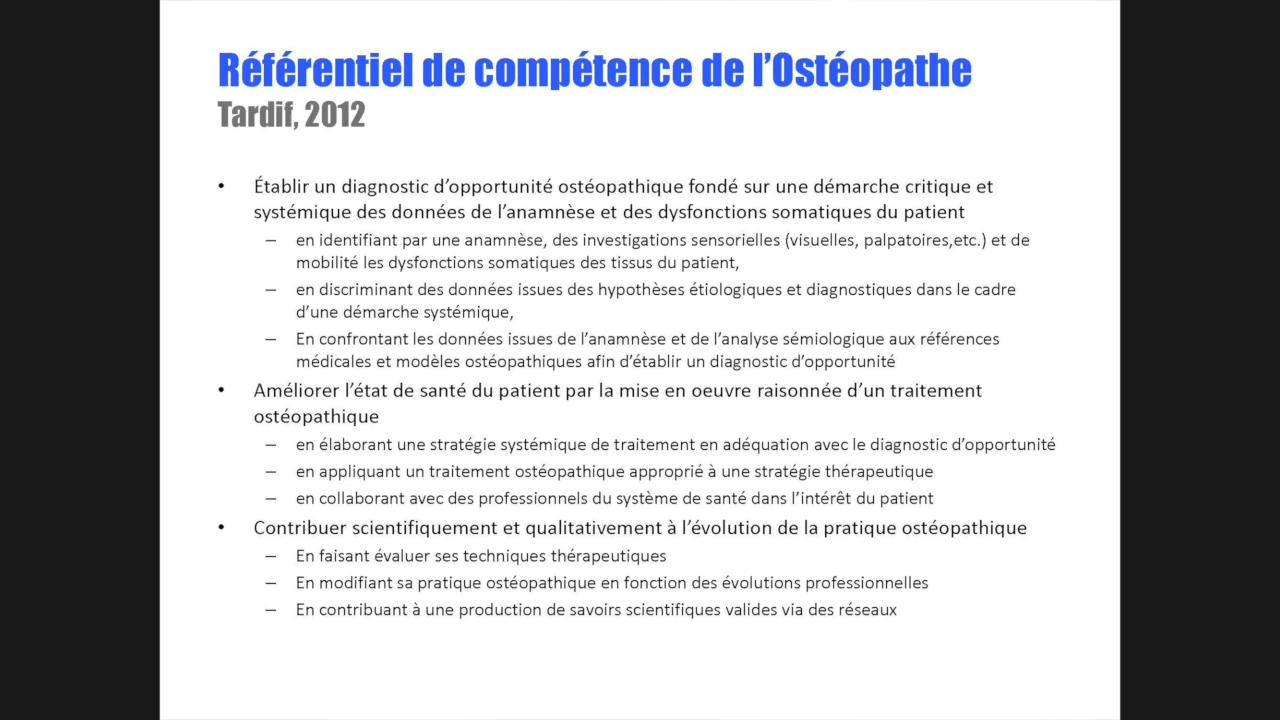 Référentiel de compétence de l'Ostéopathe
Tardif, 2012
• Établir un diagnostic d'opportunité ostéopathique fondé sur une démarche critique et
systémique des données de l'anamnèse et des dysfonctions somatiques du patient
– en identifiant par une anamnèse, des investigations sensorielles (visuelles, palpatoires,etc.) et de
mobilité les dysfonctions somatiques des tissus du patient,
– en discriminant des données issues des hypothèses étiologiques et diagnostiques dans le cadre
d'une démarche systémique,
– En confrontant les données issues de l'anamnèse et de l'analyse sémiologique aux références
médicales et modèles ostéopathiques afin d'établir un diagnostic d'opportunité
• Améliorer l'état de santé du patient par la mise en oeuvre raisonnée d'un traitement
ostéopathique
– en élaborant une stratégie systémique de traitement en adéquation avec le diagnostic d'opportunité
– en appliquant un traitement ostéopathique approprié à une stratégie thérapeutique
– en collaborant avec des professionnels du système de santé dans l'intérêt du patient
• Contribuer scientifiquement et qualitativement à l'évolution de la pratique ostéopathique
– En faisant évaluer ses techniques thérapeutiques
– En modifiant sa pratique ostéopathique en fonction des évolutions professionnelles
– En contribuant à une production de savoirs scientifiques valides via des réseaux